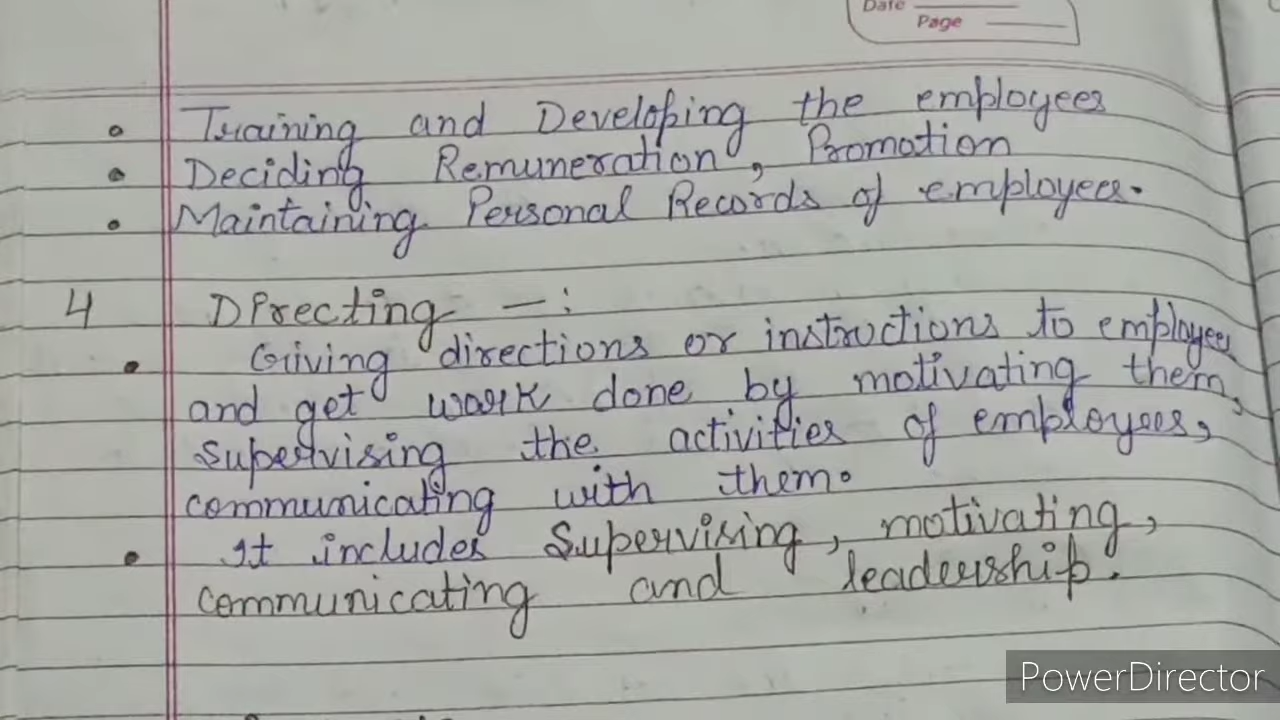 Date
Page
• Training and Developing the employees
• Deciding Remuneration, Promotion
• Maintaining Personal Records of employees.
4 DIrecting -:
• Giving directions or instructions to employees
and get work done by motivating them,
supervising the activities of employees,
communicating with them.
• It includes Supervising, motivating,
communicating and leadership.
PowerDirector